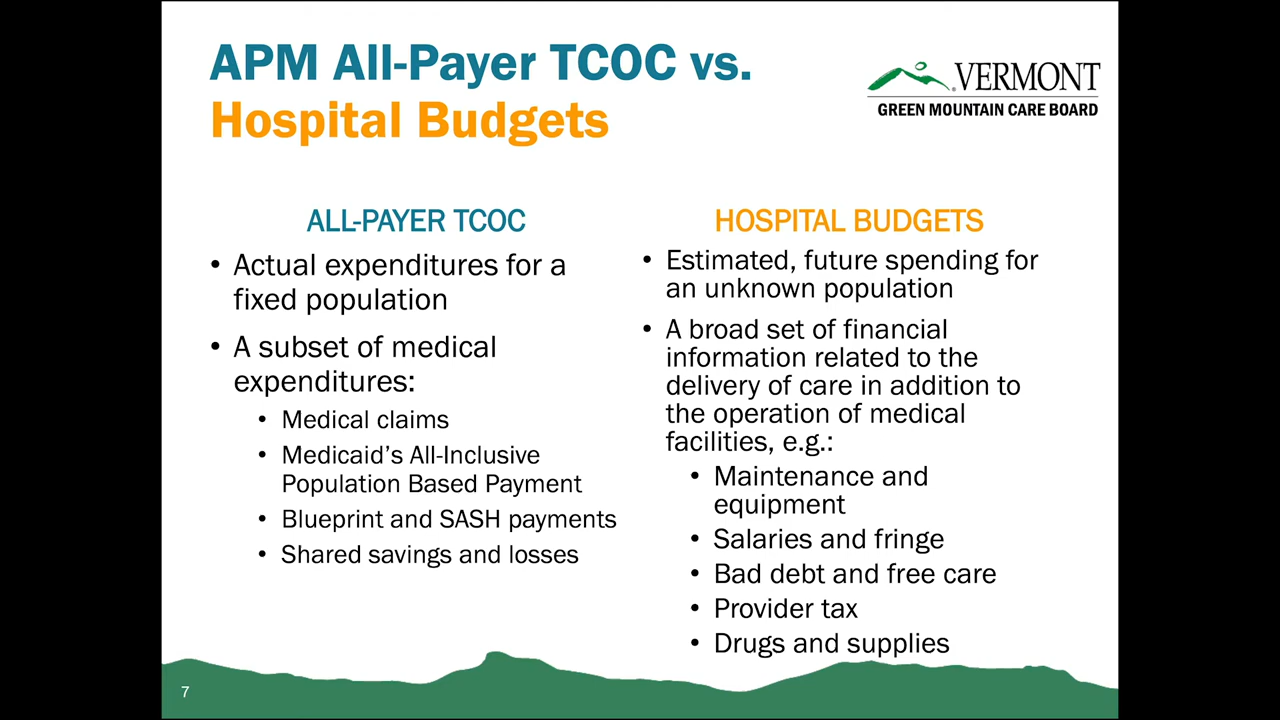 APM All-Payer TCOC vs.
Hospital Budgets
VERMONT
GREEN MOUNTAIN CARE BOARD
ALL-PAYER TCOC
• Actual expenditures for a
fixed population
• A subset of medical
expenditures:
• Medical claims
• Medicaid’s All-Inclusive
Population Based Payment
• Blueprint and SASH payments
• Shared savings and losses
HOSPITAL BUDGETS
• Estimated, future spending for
an unknown population
• A broad set of financial
information related to the
delivery of care in addition to
the operation of medical
facilities, e.g.:
• Maintenance and
equipment
• Salaries and fringe
• Bad debt and free care
• Provider tax
• Drugs and supplies
7